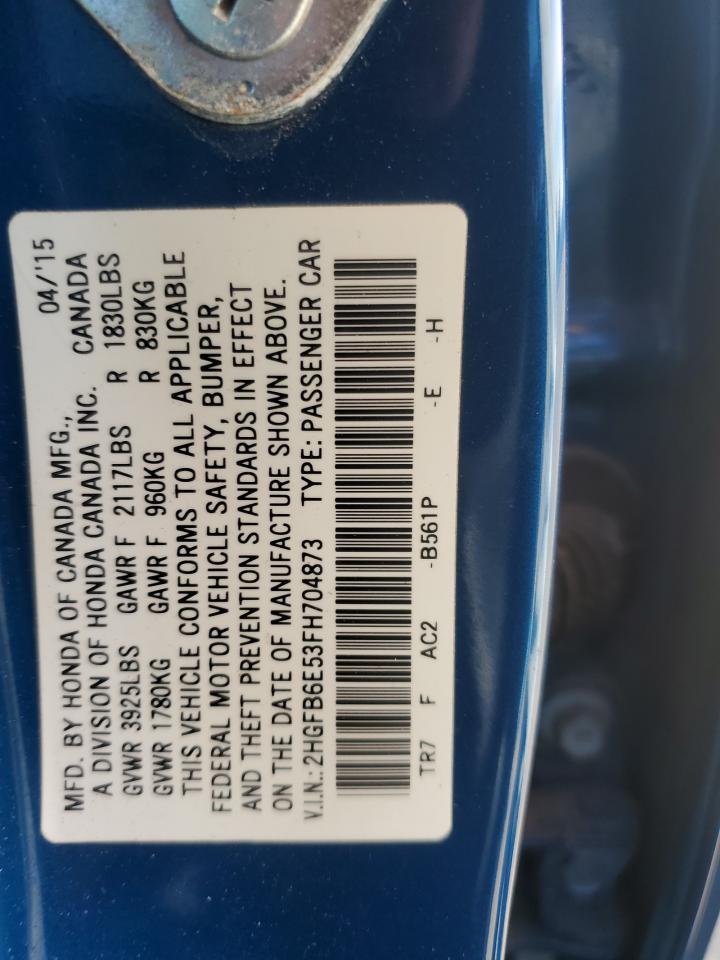 MFD. BY HONDA OF CANADA MFG., 04/'15
A DIVISION OF HONDA CANADA INC. CANADA
GVWR 3925LBS GAWR F 2117LBS R 1830LBS
GVWR 1780KG GAWR F 960KG R 830KG
THIS VEHICLE CONFORMS TO ALL APPLICABLE
FEDERAL MOTOR VEHICLE SAFETY, BUMPER,
AND THEFT PREVENTION STANDARDS IN EFFECT
ON THE DATE OF MANUFACTURE SHOWN ABOVE.
V.I.N.: 2HGFB6E53FH704873 TYPE: PASSENGER CAR
TR7 F AC2 -B561P -E -H